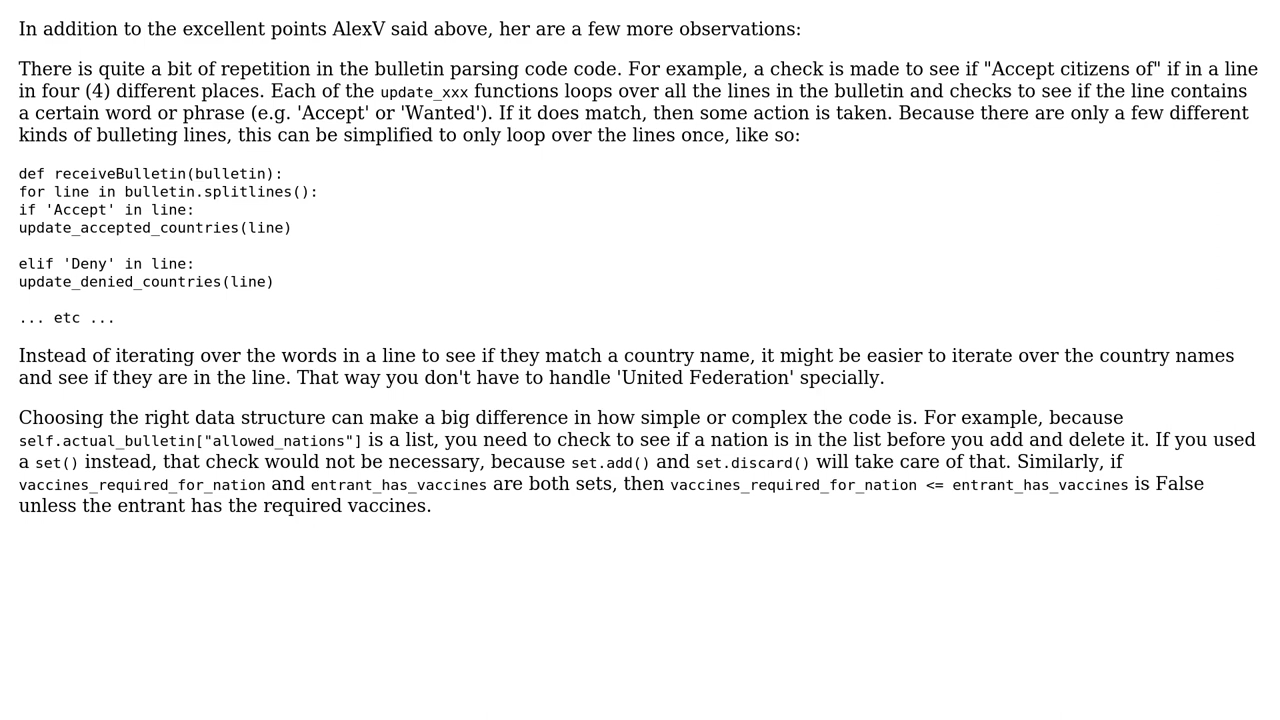 In addition to the excellent points AlexV said above, her are a few more observations:
There is quite a bit of repetition in the bulletin parsing code code. For example, a check is made to see if "Accept citizens of" if in a line
in four (4) different places. Each of the update_xxx functions loops over all the lines in the bulletin and checks to see if the line contains
a certain word or phrase (e.g. 'Accept' or 'Wanted'). If it does match, then some action is taken. Because there are only a few different
kinds of bulleting lines, this can be simplified to only loop over the lines once, like so:
def receiveBulletin(bulletin):
for line in bulletin.splitlines():
if 'Accept' in line:
update_accepted_countries(line)
elif 'Deny' in line:
update_denied_countries(line)
... etc ...
Instead of iterating over the words in a line to see if they match a country name, it might be easier to iterate over the country names
and see if they are in the line. That way you don't have to handle 'United Federation' specially.
Choosing the right data structure can make a big difference in how simple or complex the code is. For example, because
self.actual_bulletin["allowed_nations"] is a list, you need to check to see if a nation is in the list before you add and delete it. If you used
a set() instead, that check would not be necessary, because set.add() and set.discard() will take care of that. Similarly, if
vaccines_required_for_nation and entrant_has_vaccines are both sets, then vaccines_required_for_nation <= entrant_has_vaccines is False
unless the entrant has the required vaccines.